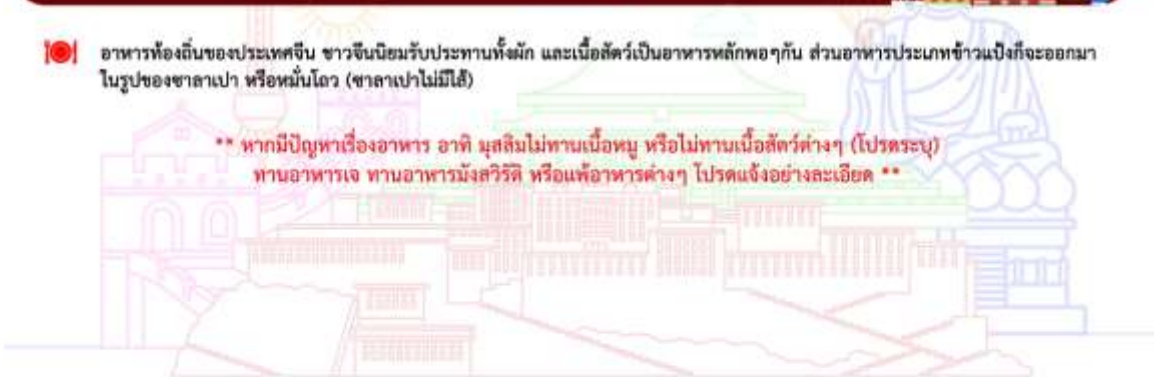 อาหารท้องถิ่นของประเทศจีน ชาวจีนนิยมรับประทานทั้งผัก และเนื้อสัตว์เป็นอาหารหลักพอๆกัน ส่วนอาหารประเภทข้าวแป้งก็จะออกมา
ในรูปของซาลาเปา หรือหมั่นโถว (ซาลาเปาไม่มีไส้)
** หากมีปัญหาเรื่องอาหาร อาทิ มุสลิมไม่ทานเนื้อหมู หรือไม่ทานเนื้อสัตว์ต่างๆ (โปรดระบุ)
ทานอาหารเจ ทานอาหารมังสวิรัติ หรือแพ้อาหารต่างๆ โปรดแจ้งอย่างละเอียด **